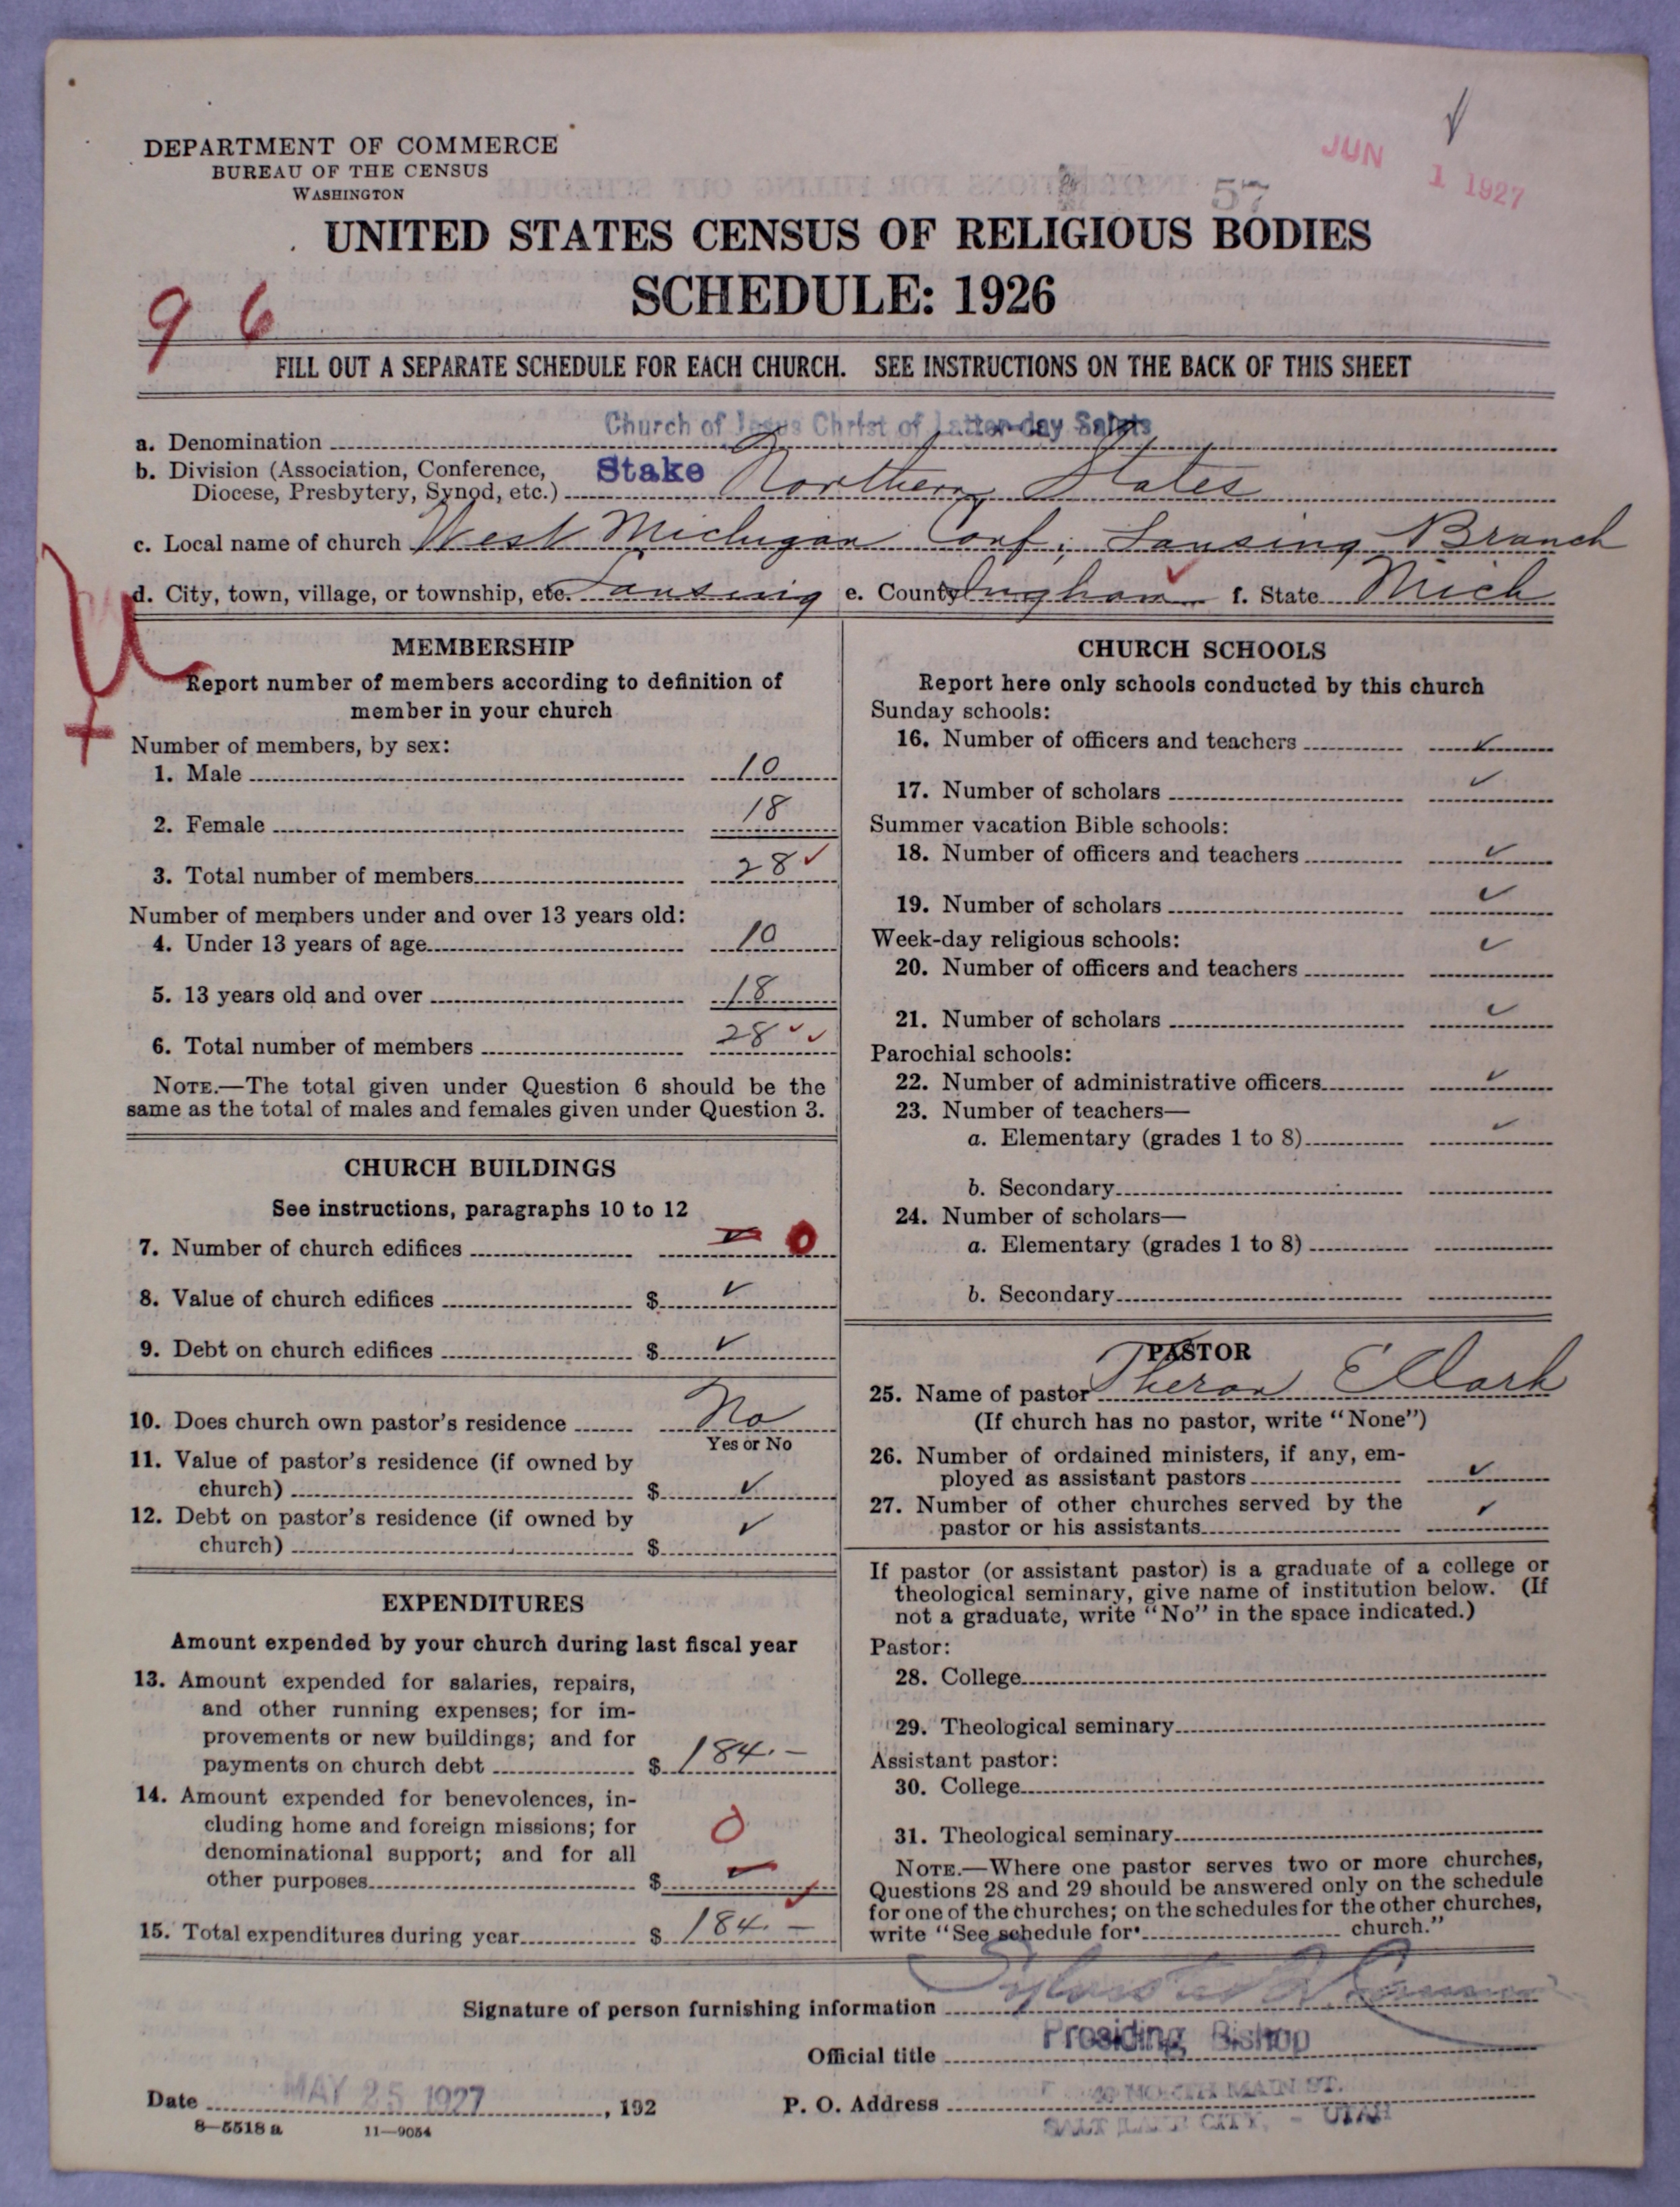 DEPARTMENT OF COMMERCE
BUREAU OF THE CENSUS
WASHINGTON
JUN 1 1927
57
UNITED STATES CENSUS OF RELIGIOUS BODIES
SCHEDULE: 1926
9 6
FILL OUT A SEPARATE SCHEDULE FOR EACH CHURCH. SEE INSTRUCTIONS ON THE BACK OF THIS SHEET
a. Denomination Church of Jesus Christ of Latter-day Saints
b. Division (Association, Conference, Diocese, Presbytery, Synod, etc.) Stake Northern States
c. Local name of church West Michigan Conf; Lansing Branch
d. City, town, village, or township, etc. Lansing e. County Ingham ✓ f. State Mich
MEMBERSHIP
Report number of members according to definition of
member in your church
Number of members, by sex:
1. Male 10
2. Female 18
3. Total number of members 28 ✓
Number of members under and over 13 years old:
4. Under 13 years of age 10
5. 13 years old and over 18
6. Total number of members 28 ✓ ✓
NOTE.—The total given under Question 6 should be the
same as the total of males and females given under Question 3.
CHURCH BUILDINGS
See instructions, paragraphs 10 to 12
7. Number of church edifices 0
8. Value of church edifices $ ✓
9. Debt on church edifices $ ✓
10. Does church own pastor's residence No
Yes or No
11. Value of pastor's residence (if owned by
church) $ ✓
12. Debt on pastor's residence (if owned by
church) $ ✓
EXPENDITURES
Amount expended by your church during last fiscal year
13. Amount expended for salaries, repairs,
and other running expenses; for im-
provements or new buildings; and for
payments on church debt $ 184.—
14. Amount expended for benevolences, in-
cluding home and foreign missions; for
denominational support; and for all
other purposes $ 0
15. Total expenditures during year $ 184.—
CHURCH SCHOOLS
Report here only schools conducted by this church
Sunday schools:
16. Number of officers and teachers ✓
17. Number of scholars ✓
Summer vacation Bible schools:
18. Number of officers and teachers ✓
19. Number of scholars ✓
Week-day religious schools:
20. Number of officers and teachers ✓
21. Number of scholars ✓
Parochial schools:
22. Number of administrative officers ✓
23. Number of teachers—
a. Elementary (grades 1 to 8) ✓
b. Secondary
24. Number of scholars—
a. Elementary (grades 1 to 8)
b. Secondary
PASTOR
25. Name of pastor Theron E Clark
(If church has no pastor, write "None")
26. Number of ordained ministers, if any, em-
ployed as assistant pastors ✓
27. Number of other churches served by the
pastor or his assistants ✓
If pastor (or assistant pastor) is a graduate of a college or
theological seminary, give name of institution below. (If
not a graduate, write "No" in the space indicated.)
Pastor:
28. College
29. Theological seminary
Assistant pastor:
30. College
31. Theological seminary
NOTE.—Where one pastor serves two or more churches,
Questions 28 and 29 should be answered only on the schedule
for one of the churches; on the schedules for the other churches,
write "See schedule for church."
Signature of person furnishing information Sylvester Q. Cannon
Official title Presiding Bishop
Date MAY 25 1927, 192 P. O. Address 40 NORTH MAIN ST.
SALT LAKE CITY, - UTAH
8—5518 a 11—9054